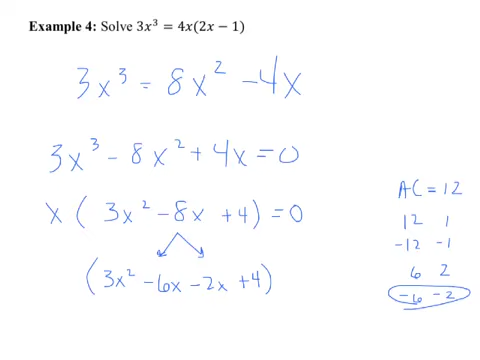 Example 4: Solve 3x³ = 4x(2x − 1)
3x³ = 8x² − 4x
3x³ − 8x² + 4x = 0
x ( 3x² − 8x + 4) = 0
(3x² − 6x − 2x + 4)
AC = 12
12 1
-12 -1
6 2
-6 -2